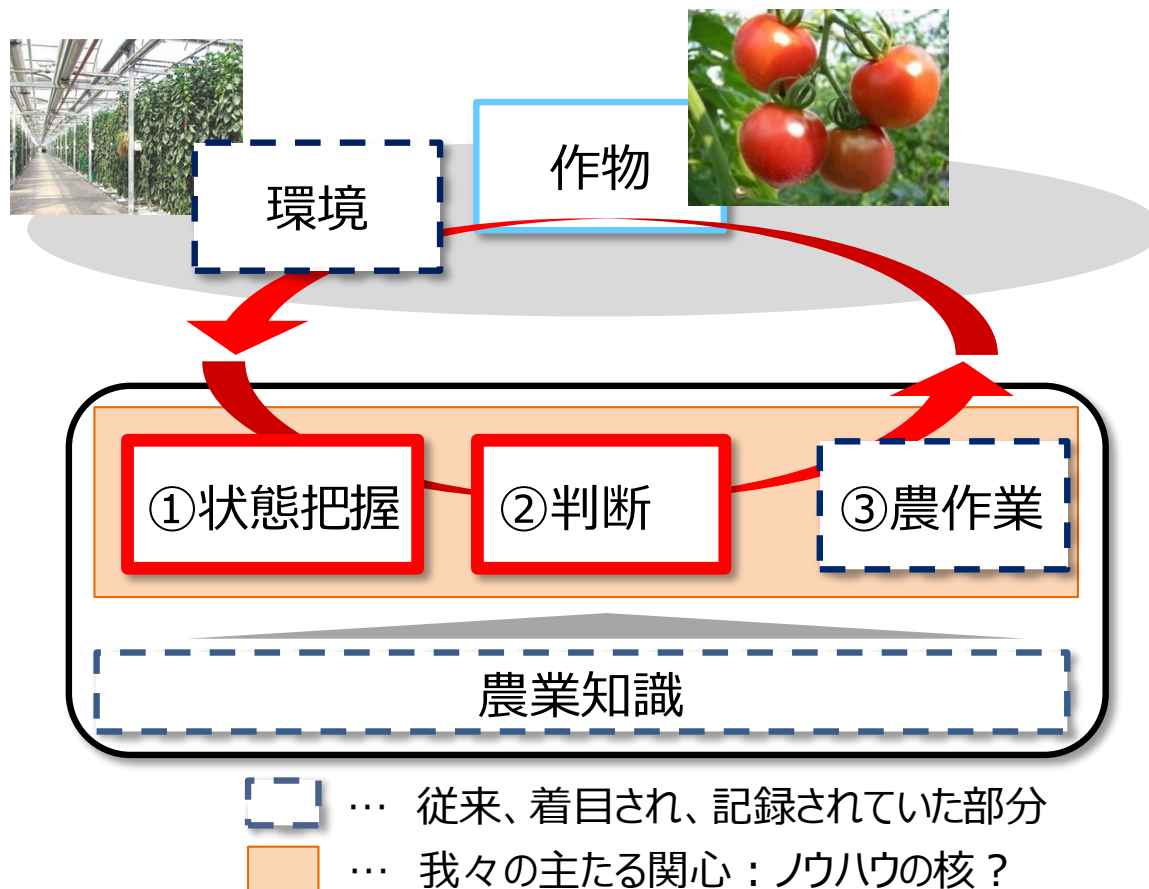 作物
環境
①状態把握
②判断
③農作業
農業知識
… 従来、着目され、記録されていた部分
… 我々の主たる関心：ノウハウの核？